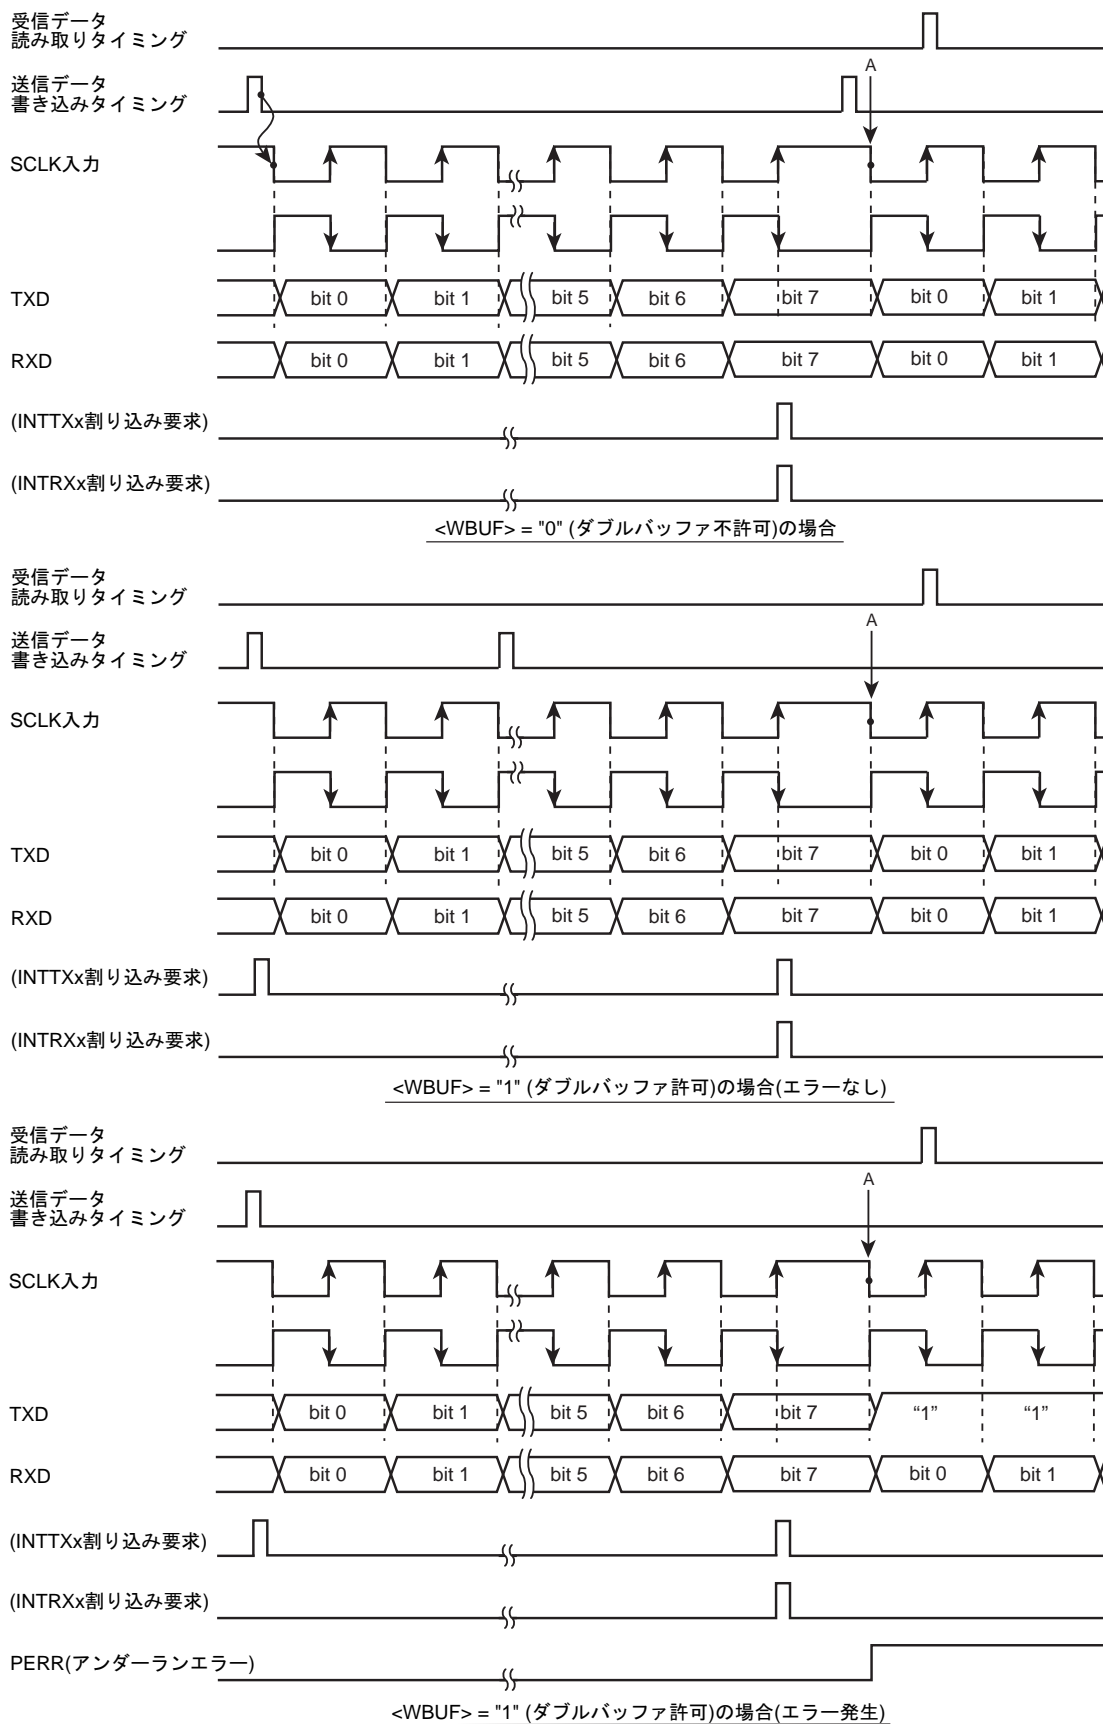 受信データ
読み取りタイミング
送信データ
書き込みタイミング
A
SCLK入力
TXD bit 0 bit 1 bit 5 bit 6 bit 7 bit 0 bit 1
RXD bit 0 bit 1 bit 5 bit 6 bit 7 bit 0 bit 1
(INTTXx割り込み要求)
(INTRXx割り込み要求)
<WBUF> = "0" (ダブルバッファ不許可)の場合
受信データ
読み取りタイミング
送信データ
書き込みタイミング
A
SCLK入力
TXD bit 0 bit 1 bit 5 bit 6 bit 7 bit 0 bit 1
RXD bit 0 bit 1 bit 5 bit 6 bit 7 bit 0 bit 1
(INTTXx割り込み要求)
(INTRXx割り込み要求)
<WBUF> = "1" (ダブルバッファ許可)の場合(エラーなし)
受信データ
読み取りタイミング
送信データ
書き込みタイミング
A
SCLK入力
TXD bit 0 bit 1 bit 5 bit 6 bit 7 “1” “1”
RXD bit 0 bit 1 bit 5 bit 6 bit 7 bit 0 bit 1
(INTTXx割り込み要求)
(INTRXx割り込み要求)
PERR(アンダーランエラー)
<WBUF> = "1" (ダブルバッファ許可)の場合(エラー発生)